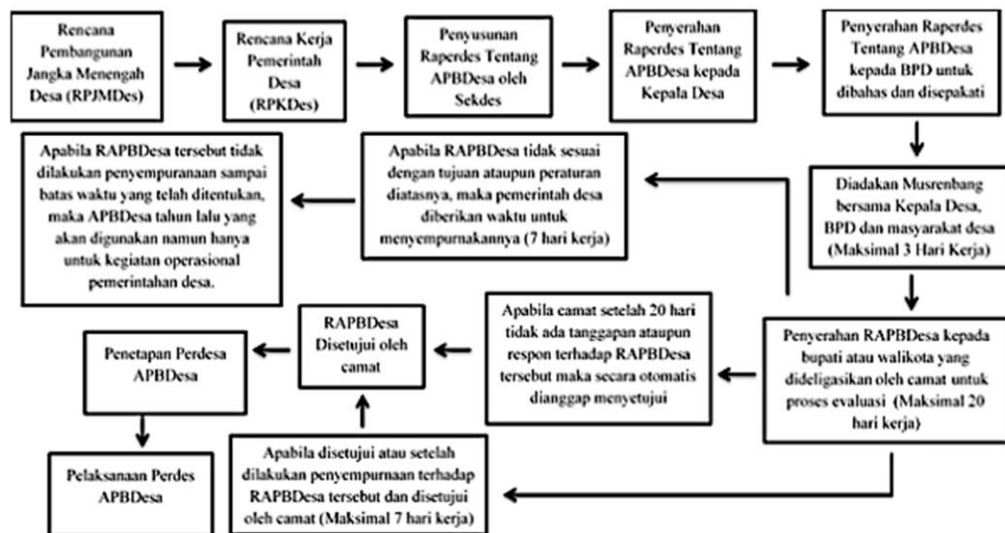 Rencana
Pembangunan
Jangka Menengah
Desa (RPJMDes)
Rencana Kerja
Pemerintah
Desa
(RPKDes)
Penyusunan
Raperdes Tentang
APBDesa oleh
Sekdes
Penyerahan
Raperdes Tentang
APBDesa kepada
Kepala Desa
Penyerahan Raperdes
Tentang APBDesa
kepada BPD untuk
dibahas dan disepakati
Apabila RAPBDesa tersebut tidak
dilakukan penyempuranaan sampai
batas waktu yang telah ditentukan,
maka APBDesa tahun lalu yang
akan digunakan namun hanya
untuk kegiatan operasional
pemerintahan desa.
Apabila RAPBDesa tidak sesuai
dengan tujuan ataupun peraturan
diatasnya, maka pemerintah desa
diberikan waktu untuk
menyempurnakannya (7 hari kerja)
Diadakan Musrenbang
bersama Kepala Desa,
BPD dan masyarakat desa
(Maksimal 3 Hari Kerja)
Penetapan Perdesa
APBDesa
RAPBDesa
Disetujui oleh
camat
Apabila camat setelah 20 hari
tidak ada tanggapan ataupun
respon terhadap RAPBDesa
tersebut maka secara otomatis
dianggap menyetujui
Penyerahan RAPBDesa kepada
bupati atau walikota yang
dideligasikan oleh camat untuk
proses evaluasi (Maksimal 20
hari kerja)
Pelaksanaan Perdes
APBDesa
Apabila disetujui atau setelah
dilakukan penyempurnaan terhadap
RAPBDesa tersebut dan disetujui
oleh camat (Maksimal 7 hari kerja)